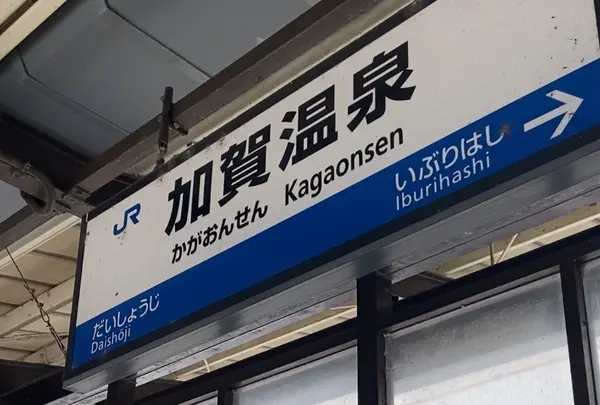 JR
加賀温泉
かがおんせん Kagaonsen
いぶりはし →
Iburihashi
だいしょうじ
Daishōji